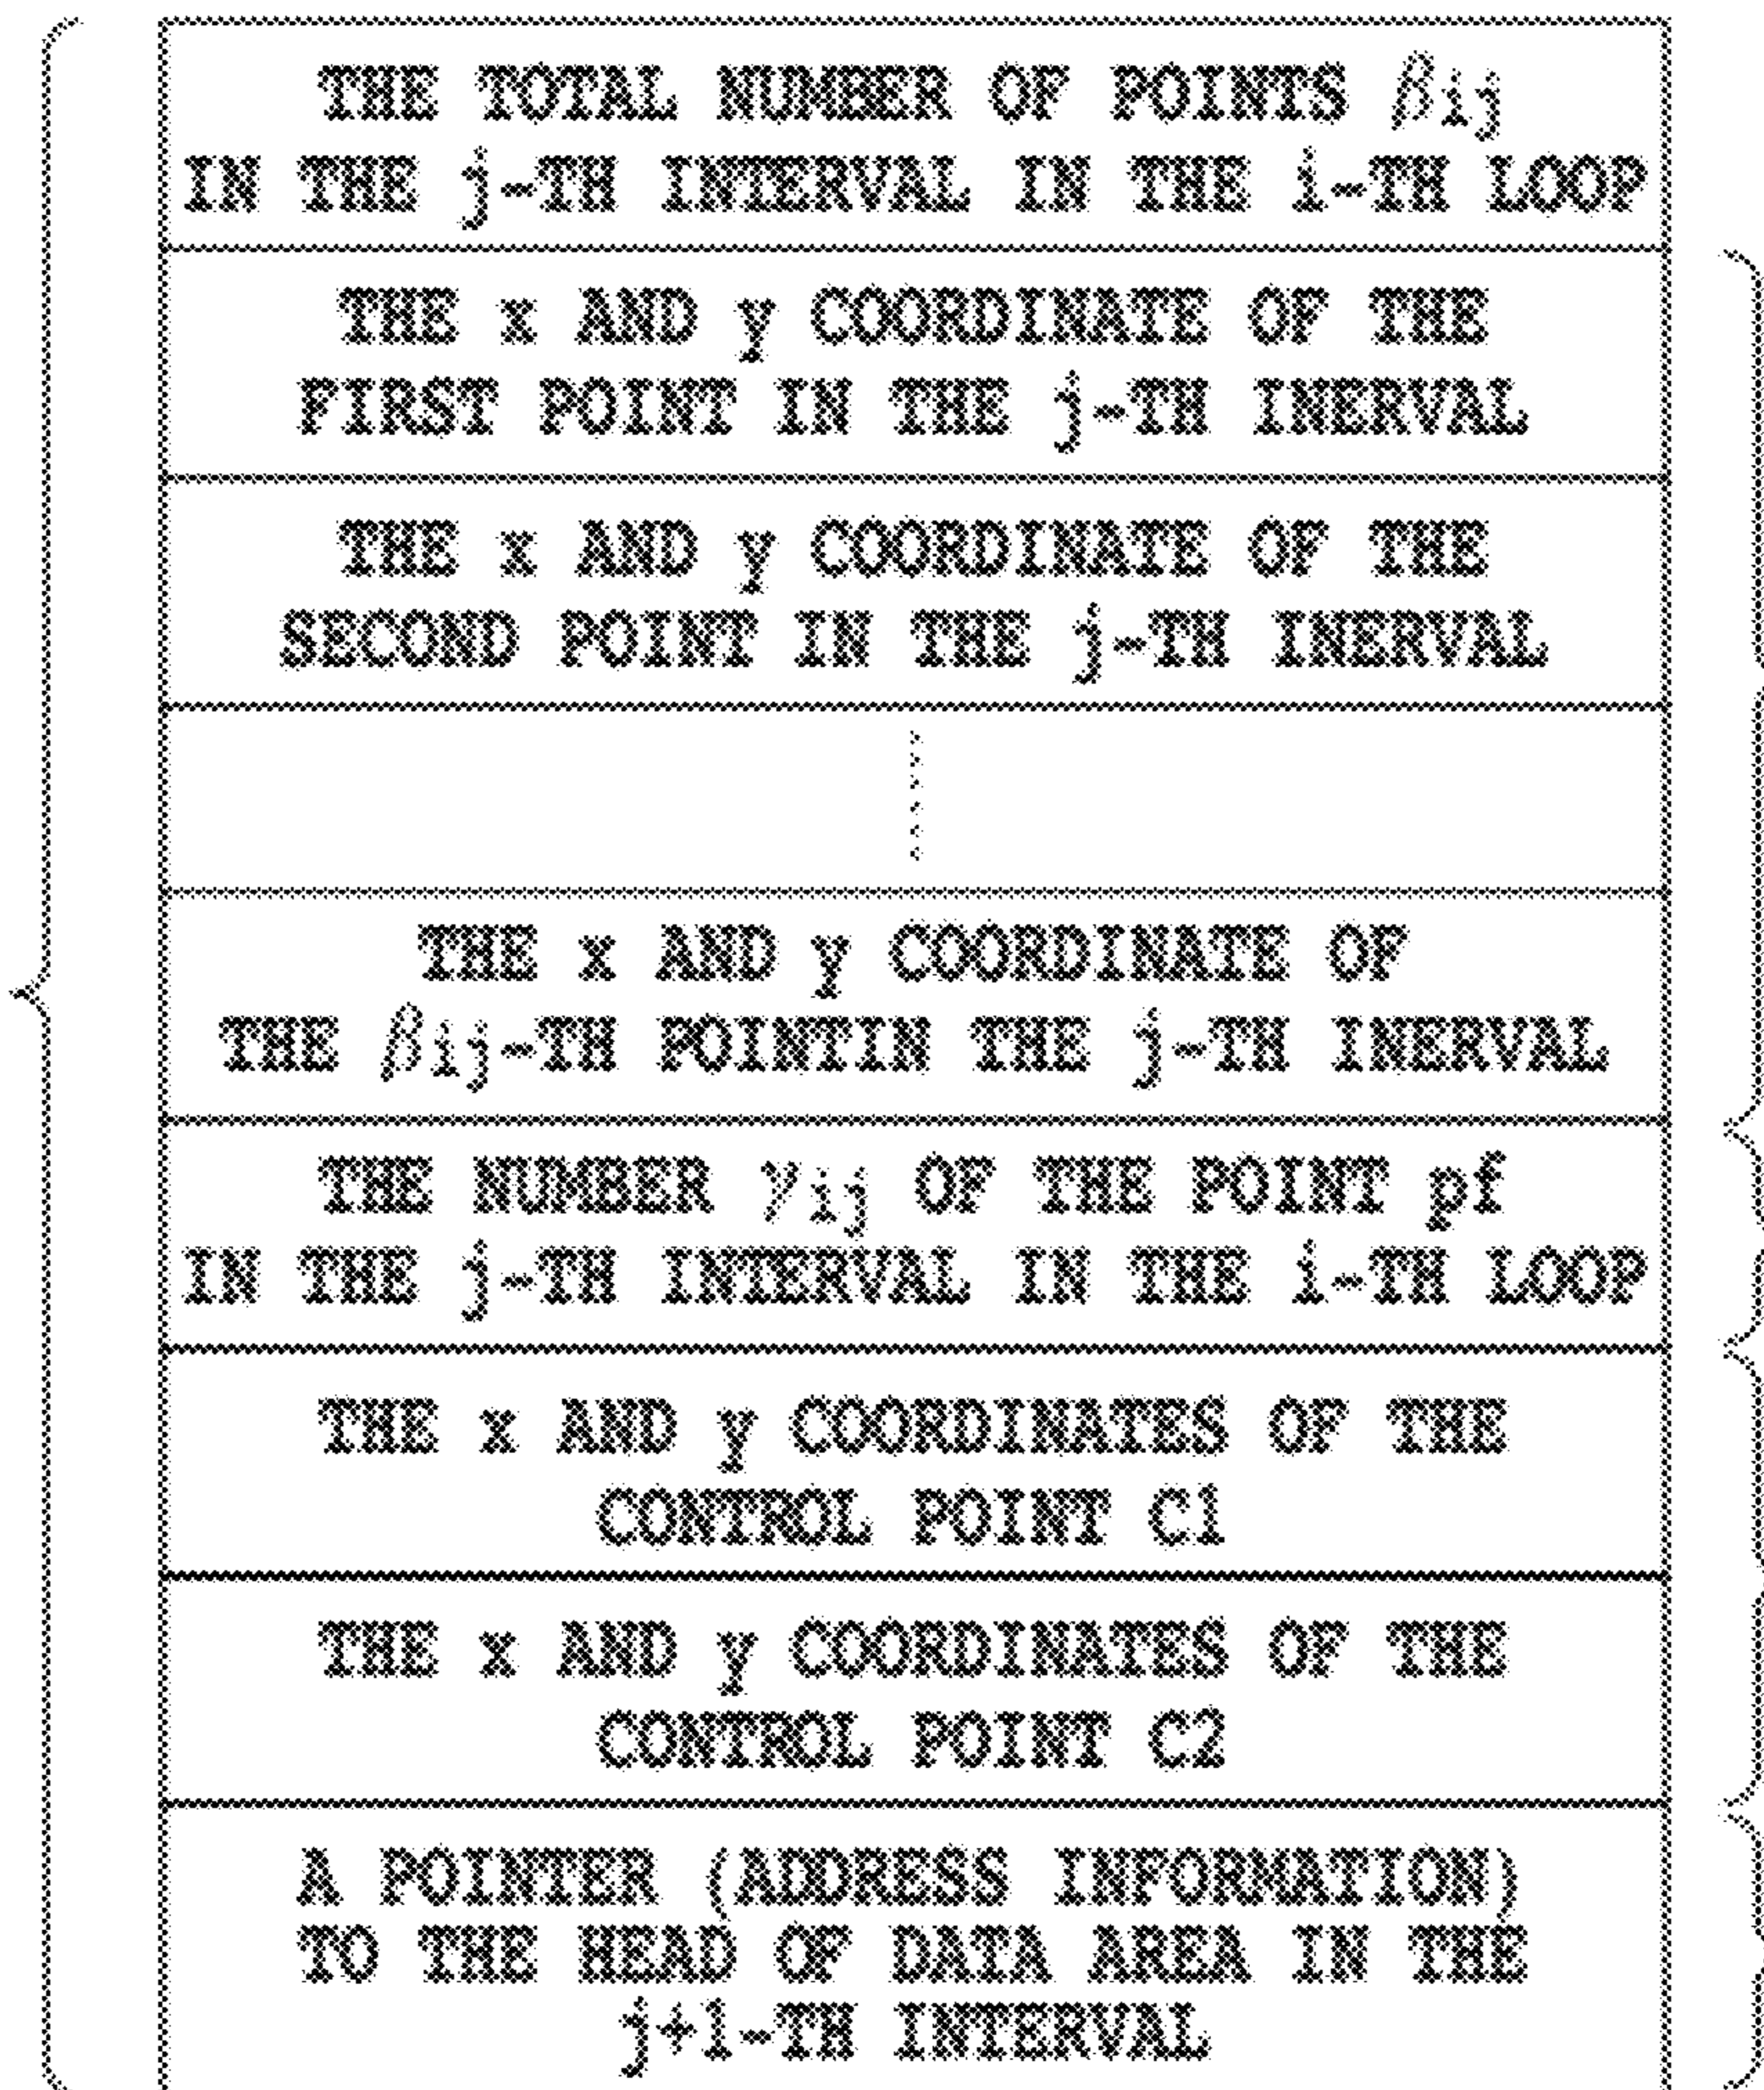 THE TOTAL NUMBER OF POINTS βij
IN THE j-TH INTERVAL IN THE i-TH LOOP
THE x AND y COORDINATE OF THE
FIRST POINT IN THE j-TH INERVAL
THE x AND y COORDINATE OF THE
SECOND POINT IN THE j-TH INERVAL
THE x AND y COORDINATE OF
THE βij-TH POINTIN THE j-TH INERVAL
THE NUMBER γij OF THE POINT pf
IN THE j-TH INTERVAL IN THE i-TH LOOP
THE x AND y COORDINATES OF THE
CONTROL POINT C1
THE x AND y COORDINATES OF THE
CONTROL POINT C2
A POINTER (ADDRESS INFORMATION)
TO THE HEAD OF DATA AREA IN THE
j+1-TH INTERVAL